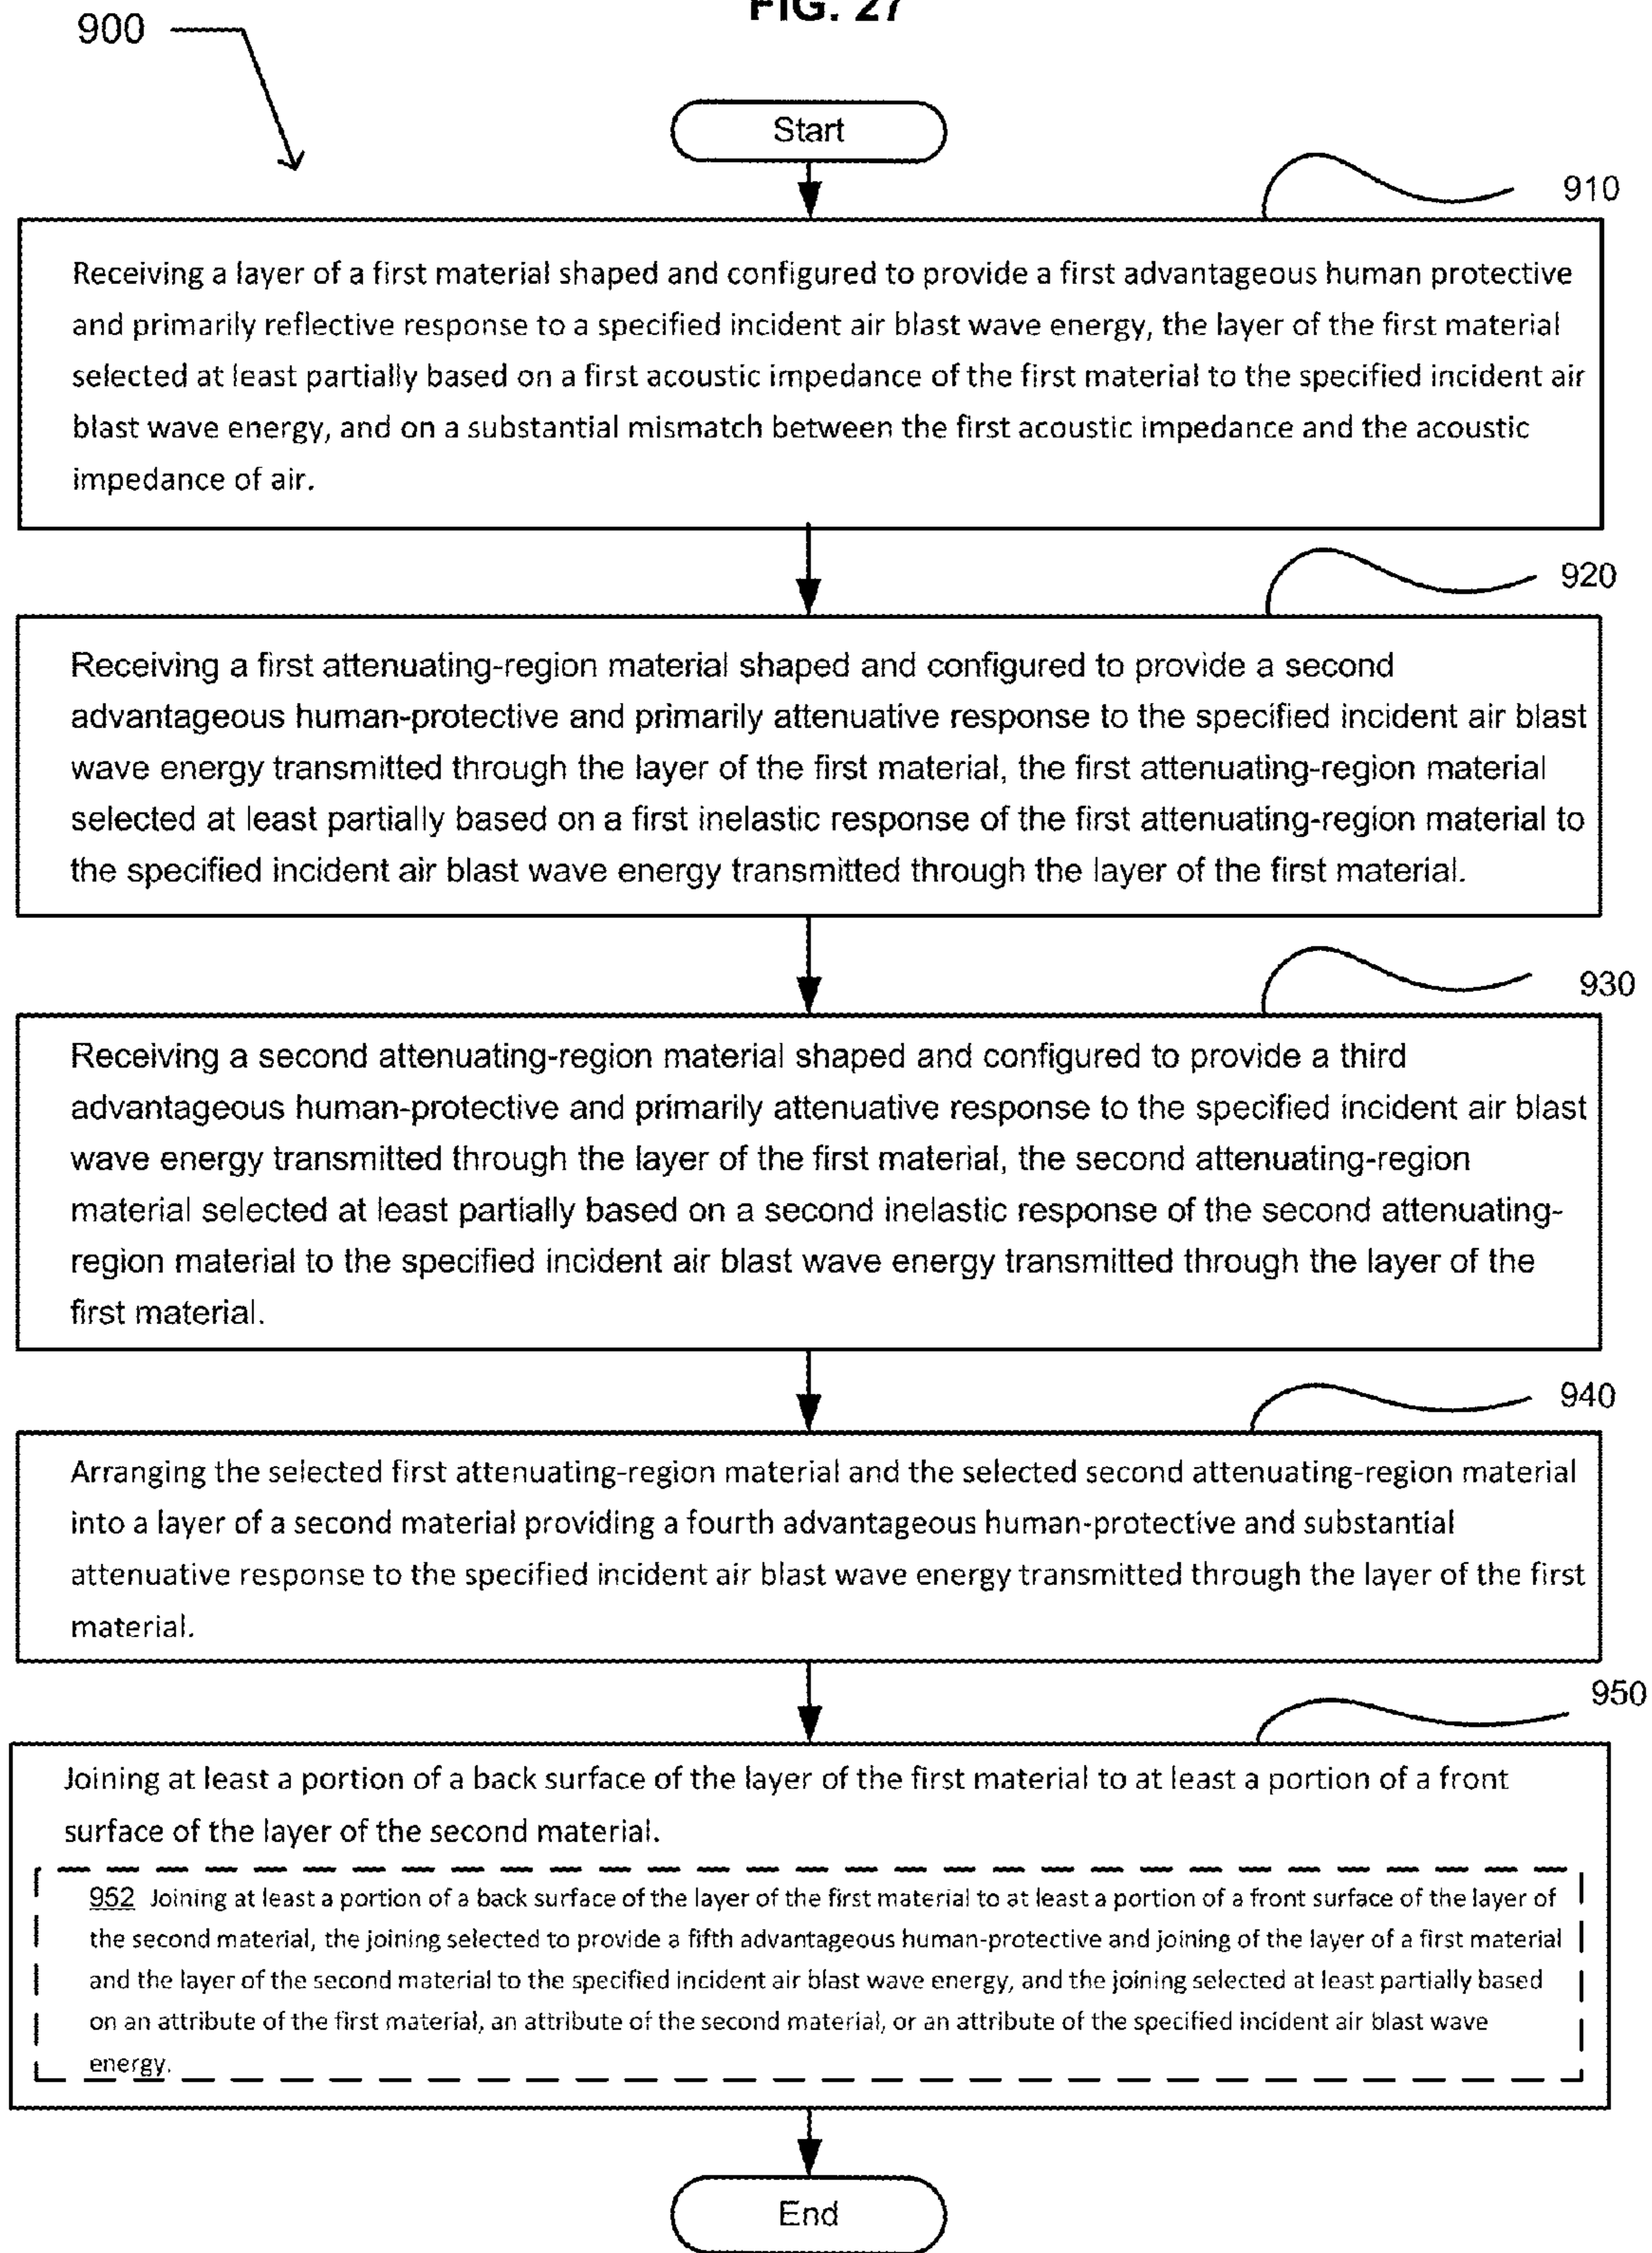 FIG. 27
900
Start
910
Receiving a layer of a first material shaped and configured to provide a first advantageous human protective
and primarily reflective response to a specified incident air blast wave energy, the layer of the first material
selected at least partially based on a first acoustic impedance of the first material to the specified incident air
blast wave energy, and on a substantial mismatch between the first acoustic impedance and the acoustic
impedance of air.
920
Receiving a first attenuating-region material shaped and configured to provide a second
advantageous human-protective and primarily attenuative response to the specified incident air blast
wave energy transmitted through the layer of the first material, the first attenuating-region material
selected at least partially based on a first inelastic response of the first attenuating-region material to
the specified incident air blast wave energy transmitted through the layer of the first material.
930
Receiving a second attenuating-region material shaped and configured to provide a third
advantageous human-protective and primarily attenuative response to the specified incident air blast
wave energy transmitted through the layer of the first material, the second attenuating-region
material selected at least partially based on a second inelastic response of the second attenuating-
region material to the specified incident air blast wave energy transmitted through the layer of the
first material.
940
Arranging the selected first attenuating-region material and the selected second attenuating-region material
into a layer of a second material providing a fourth advantageous human-protective and substantial
attenuative response to the specified incident air blast wave energy transmitted through the layer of the first
material.
950
Joining at least a portion of a back surface of the layer of the first material to at least a portion of a front
surface of the layer of the second material.
952 Joining at least a portion of a back surface of the layer of the first material to at least a portion of a front surface of the layer of
the second material, the joining selected to provide a fifth advantageous human-protective and joining of the layer of a first material
and the layer of the second material to the specified incident air blast wave energy, and the joining selected at least partially based
on an attribute of the first material, an attribute of the second material, or an attribute of the specified incident air blast wave
energy.
End